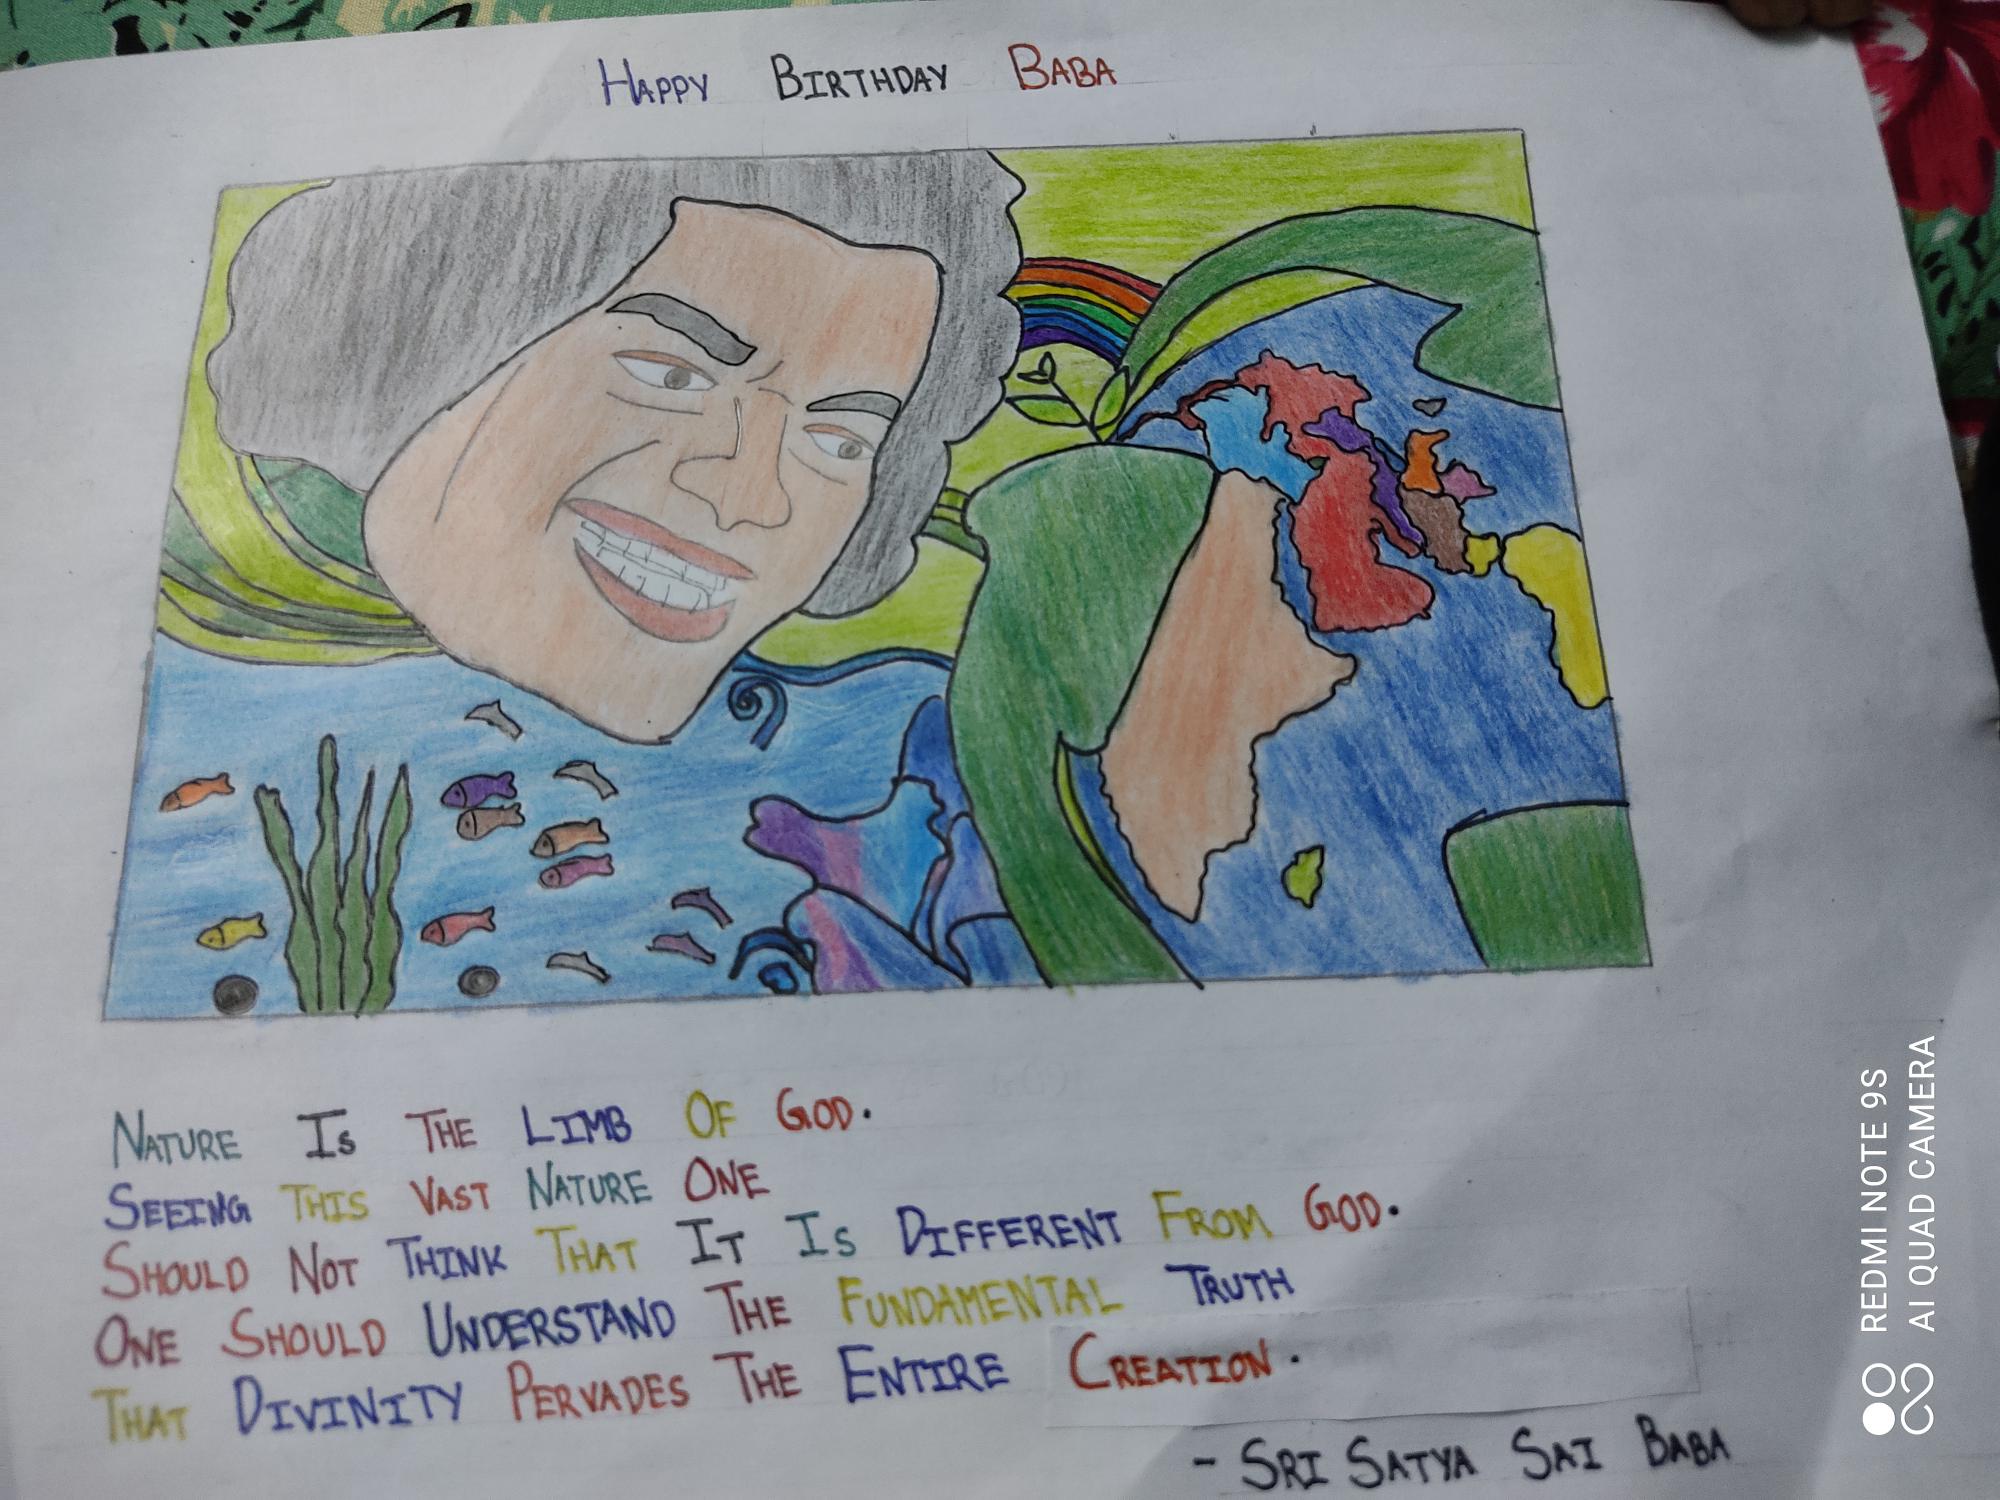 Happy Birthday Baba
Nature Is The Limb Of God.
Seeing This Vast Nature One
Should Not Think That It Is Different From God.
One Should Understand The Fundamental Truth
That Divinity Pervades The Entire Creation.
- Sri Satya Sai Baba
REDMI NOTE 9S
AI QUAD CAMERA